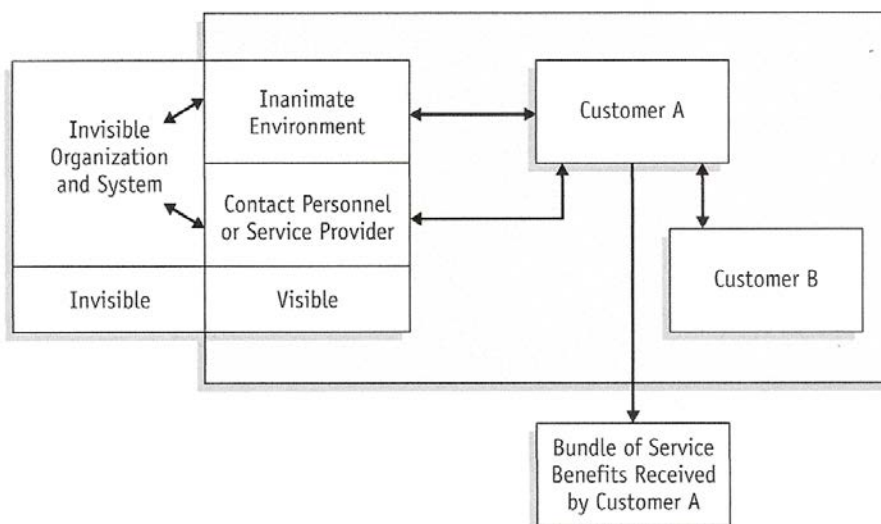 Invisible
Organization
and System
Inanimate
Environment
Contact Personnel
or Service Provider
Invisible
Visible
Customer A
Customer B
Bundle of Service
Benefits Received
by Customer A